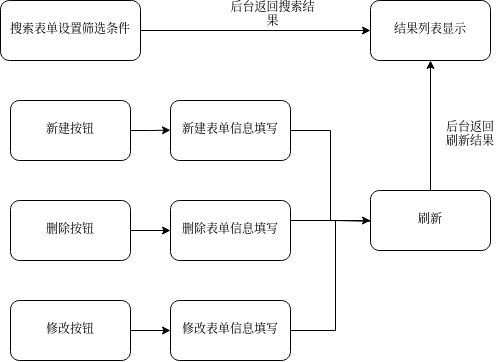 后台返回搜索结
果
搜索表单设置筛选条件
结果列表显示
新建按钮
新建表单信息填写
后台返回
刷新结果
删除按钮
删除表单信息填写
刷新
修改按钮
修改表单信息填写